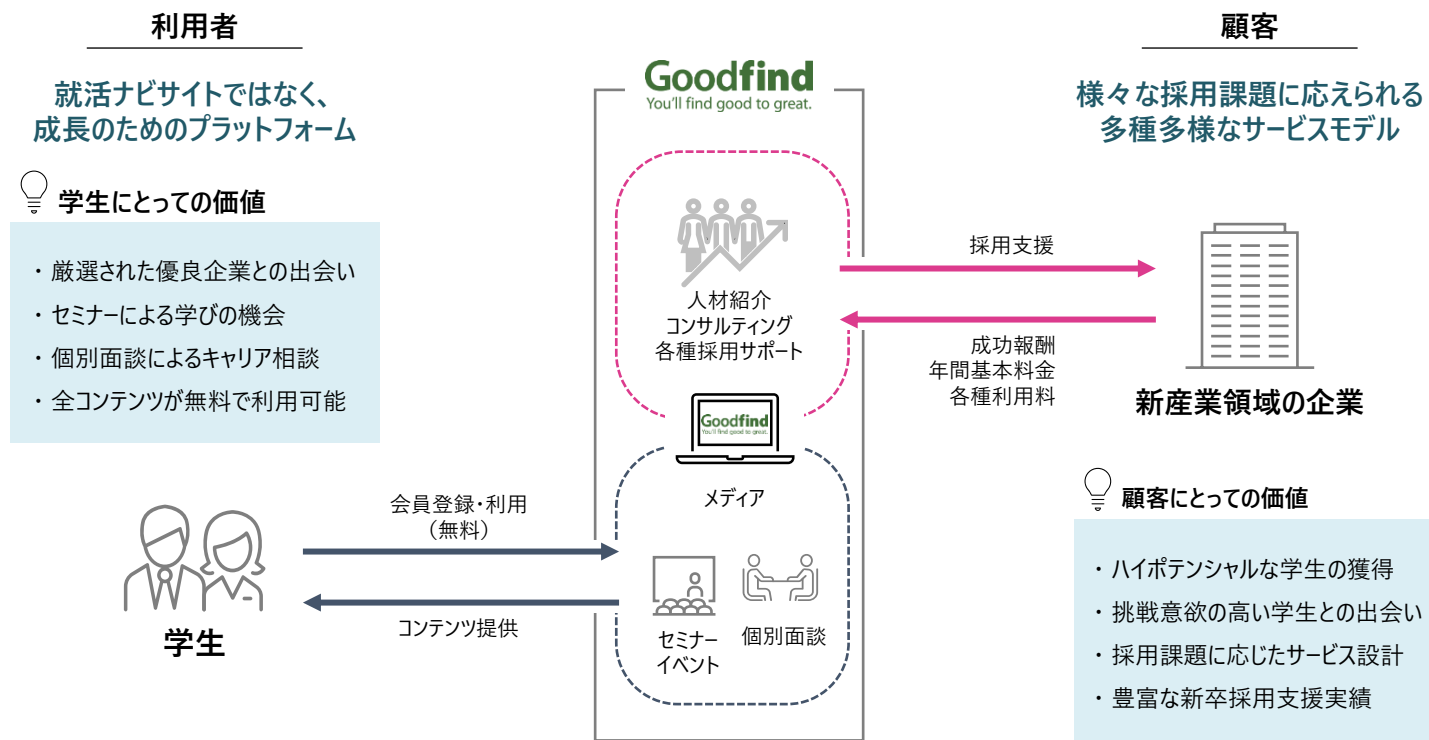 利用者
就活ナビサイトではなく、
成長のためのプラットフォーム
学生にとっての価値
・厳選された優良企業との出会い
・セミナーによる学びの機会
・個別面談によるキャリア相談
・全コンテンツが無料で利用可能
学生
会員登録・利用
（無料）
コンテンツ提供
Goodfind
You'll find good to great.
人材紹介
コンサルティング
各種採用サポート
Goodfind
You'll find good to great.
メディア
セミナー
イベント
個別面談
採用支援
成功報酬
年間基本料金
各種利用料
顧客
様々な採用課題に応えられる
多種多様なサービスモデル
新産業領域の企業
顧客にとっての価値
・ハイポテンシャルな学生の獲得
・挑戦意欲の高い学生との出会い
・採用課題に応じたサービス設計
・豊富な新卒採用支援実績